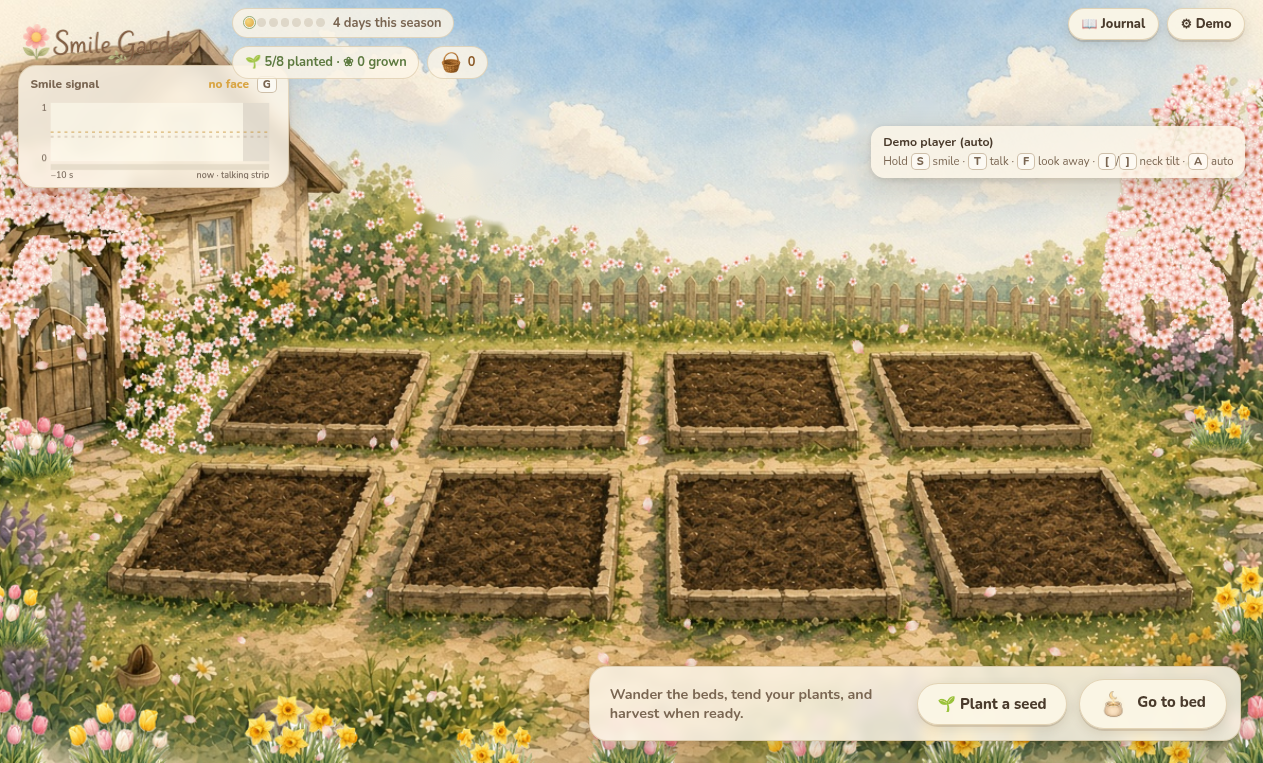 Smile Garden
4 days this season
🌱 5/8 planted · ❀ 0 grown
0
📖 Journal
⚙ Demo
Smile signal
no face
G
1
0
−10 s
now · talking strip
Demo player (auto)
Hold S smile · T talk · F look away · [/] neck tilt · A auto
Wander the beds, tend your plants, and
harvest when ready.
🌱 Plant a seed
Go to bed